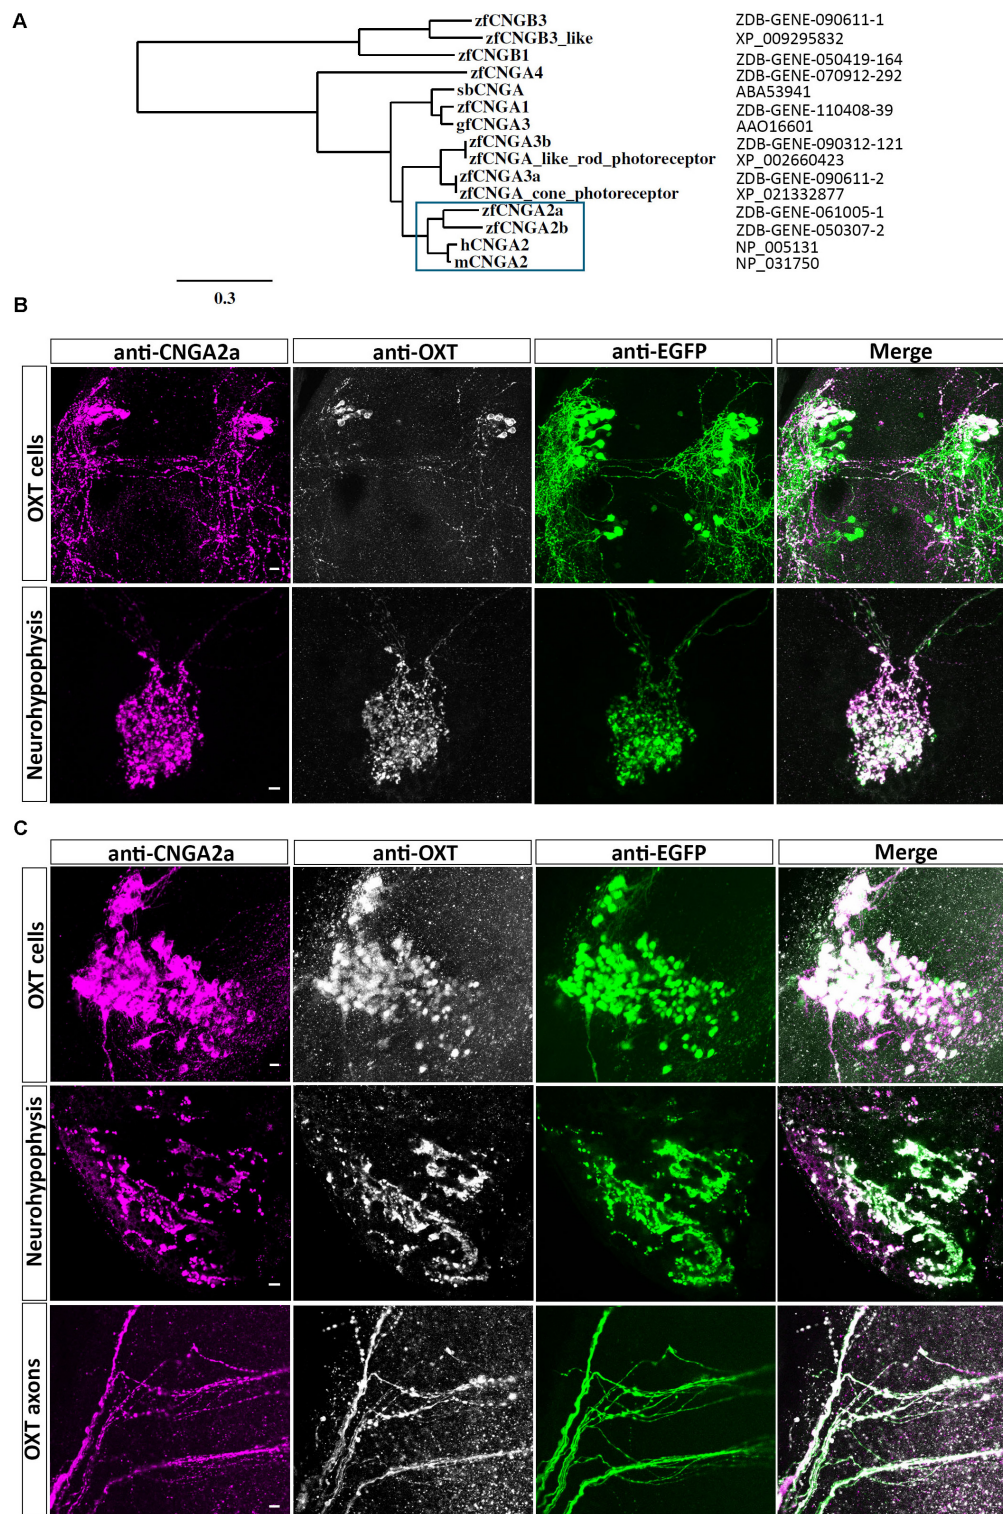 A
zfCNGB3 ZDB-GENE-090611-1
zfCNGB3_like XP_009295832
zfCNGB1 ZDB-GENE-050419-164
zfCNGA4 ZDB-GENE-070912-292
sbCNGA ABA53941
zfCNGA1 ZDB-GENE-110408-39
gfCNGA3 AAO16601
zfCNGA3b ZDB-GENE-090312-121
zfCNGA_like_rod_photoreceptor XP_002660423
zfCNGA3a ZDB-GENE-090611-2
zfCNGA_cone_photoreceptor XP_021332877
zfCNGA2a ZDB-GENE-061005-1
zfCNGA2b ZDB-GENE-050307-2
hCNGA2 NP_005131
mCNGA2 NP_031750
0.3
B
anti-CNGA2a anti-OXT anti-EGFP Merge
OXT cells
Neurohypophysis
C
anti-CNGA2a anti-OXT anti-EGFP Merge
OXT cells
Neurohypophysis
OXT axons